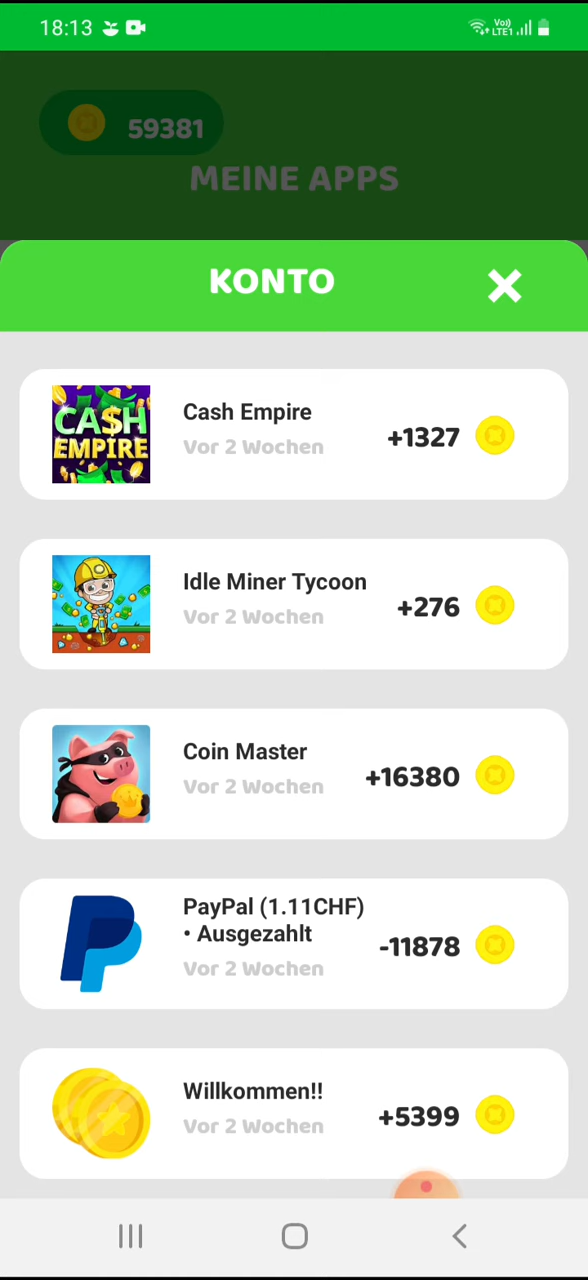 18:13
Vo))
LTE1
59381
MEINE APPS
KONTO
CASH
EMPIRE
Cash Empire
Vor 2 Wochen
+1327
Idle Miner Tycoon
Vor 2 Wochen
+276
Coin Master
Vor 2 Wochen
+16380
PayPal (1.11CHF)
• Ausgezahlt
Vor 2 Wochen
-11878
Willkommen!!
Vor 2 Wochen
+5399